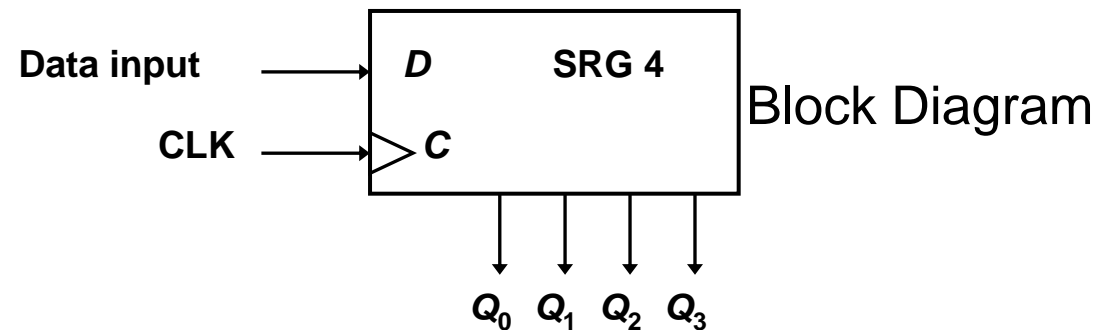 Data input D SRG 4
Block Diagram
CLK C
Q₀ Q₁ Q₂ Q₃